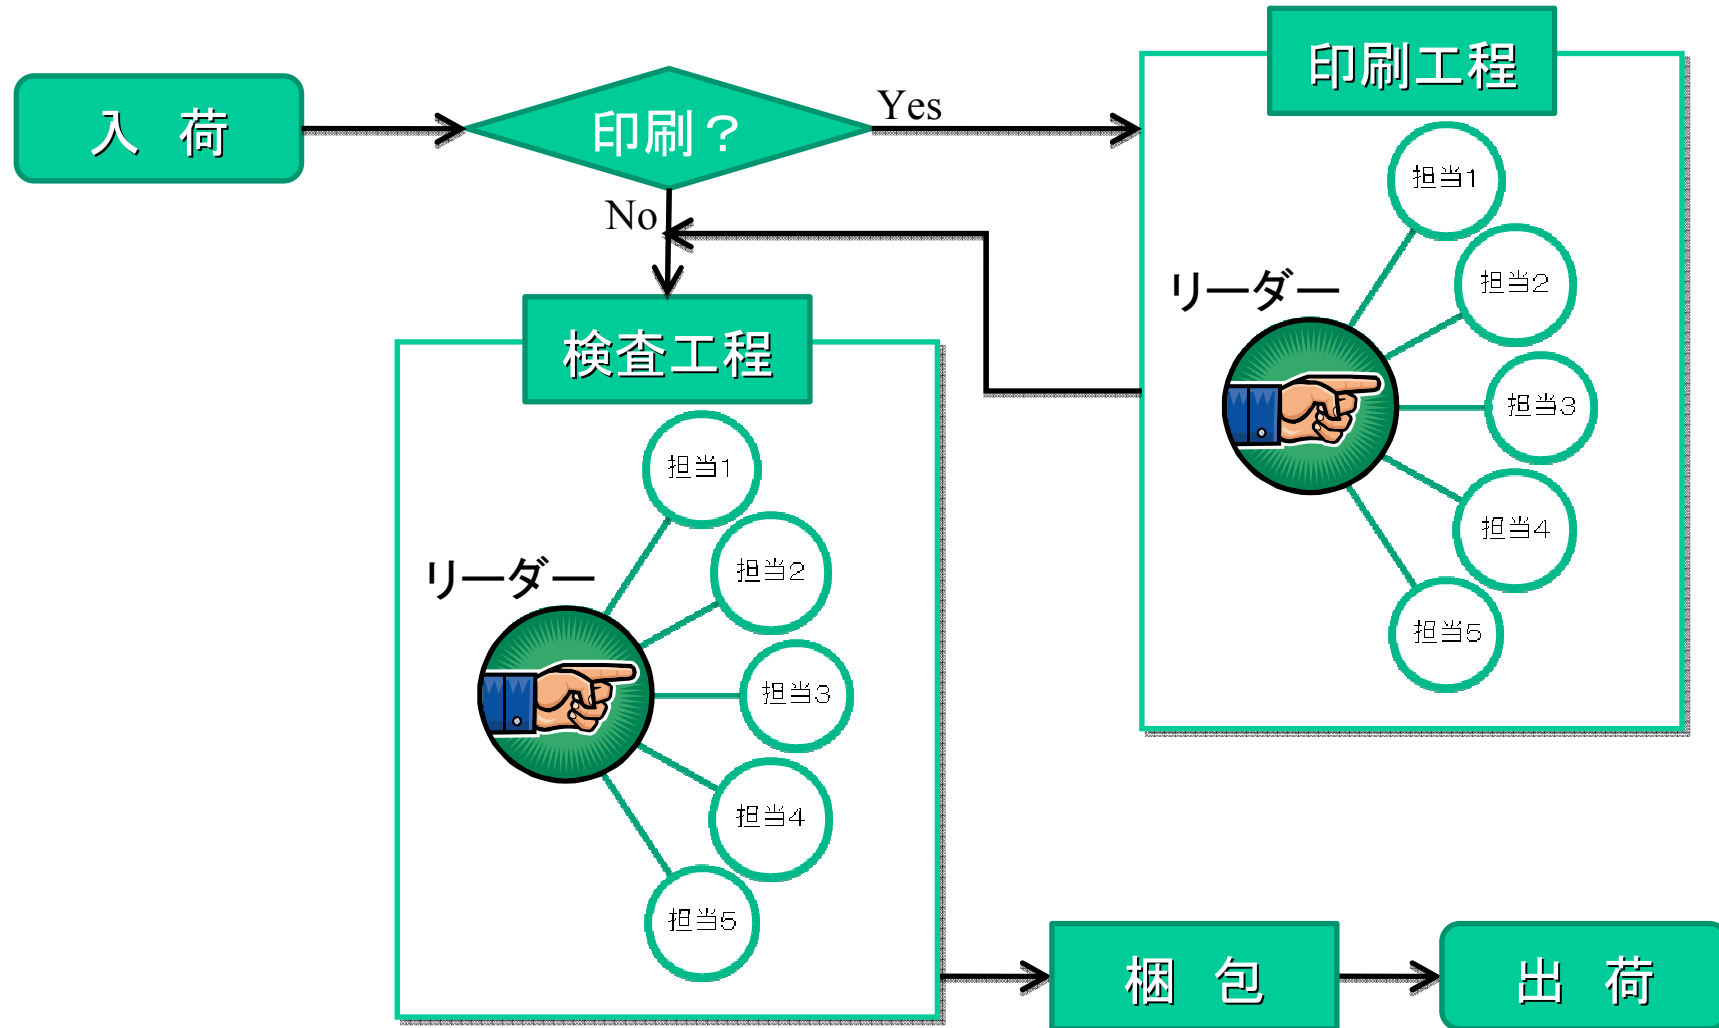 入 荷
印刷？
Yes
No
印刷工程
リーダー
担当1
担当2
担当3
担当4
担当5
検査工程
リーダー
担当1
担当2
担当3
担当4
担当5
梱 包
出 荷